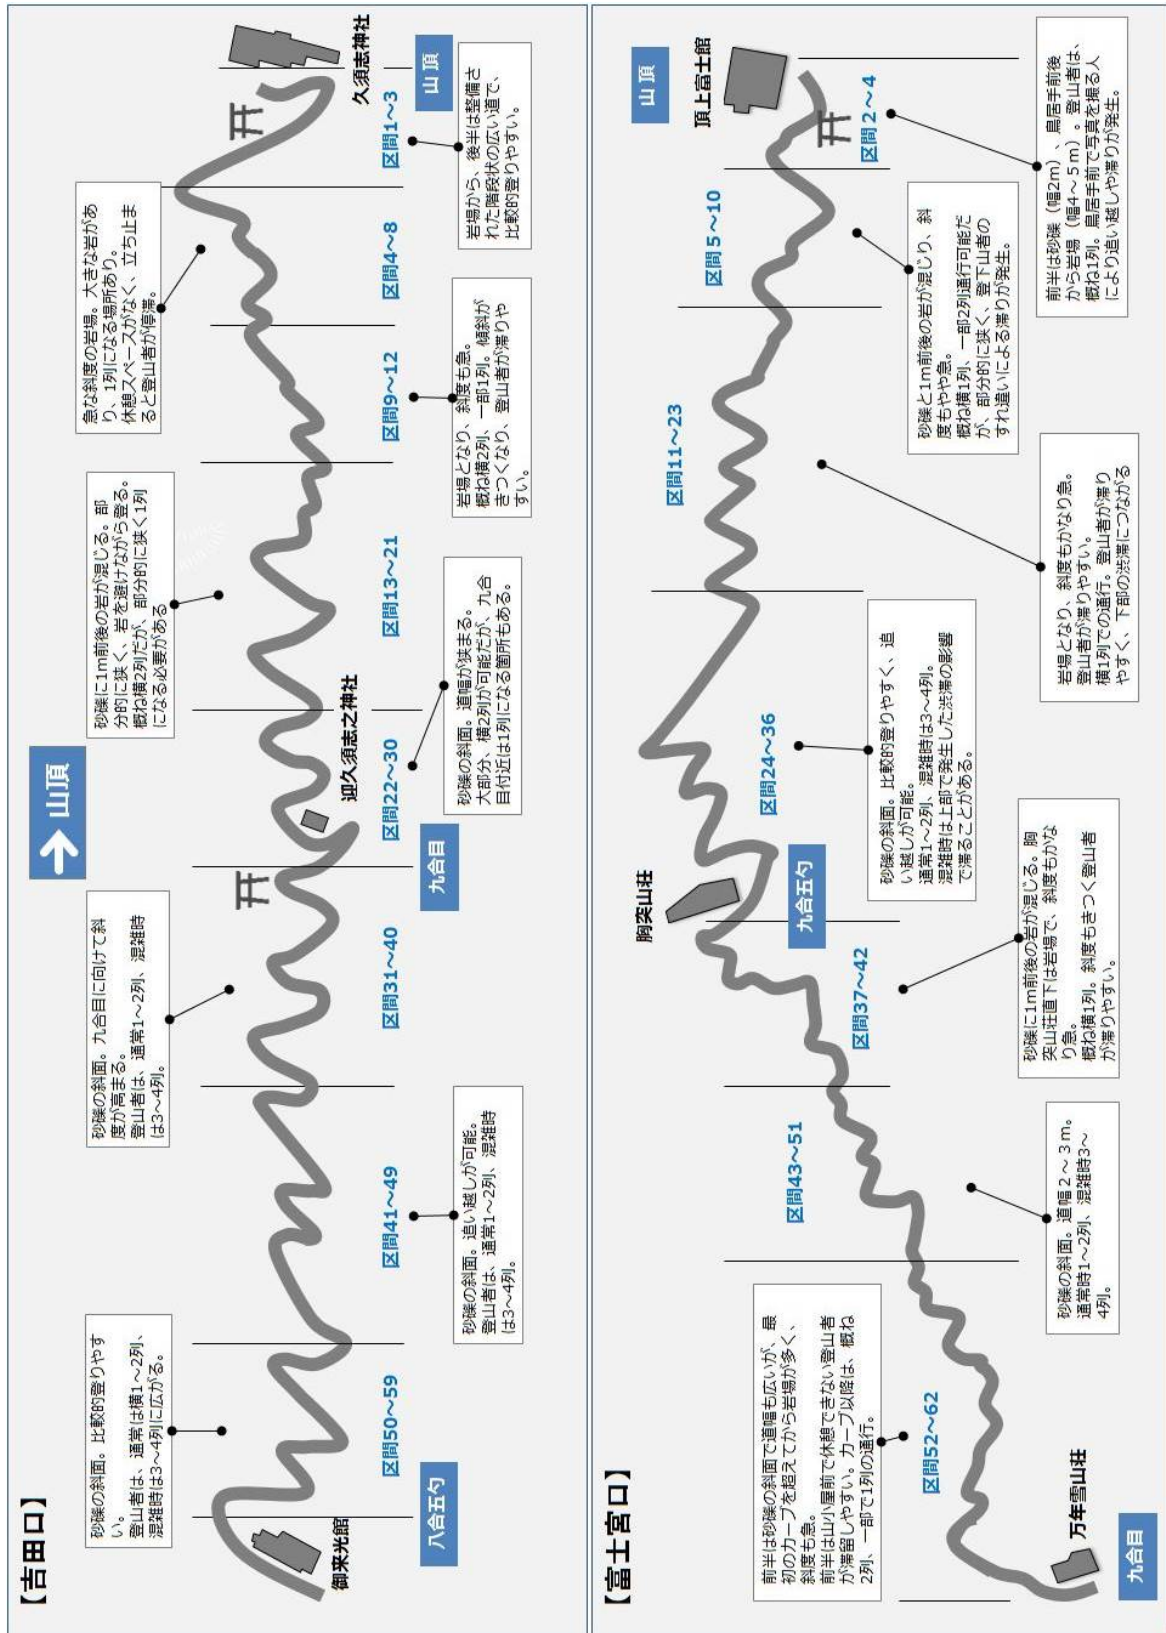 【吉田口】
→山頂
砂礫の斜面。比較的登りやす
い。
登山者は、通常は横1~2列、
混雑時は3~4列に広がる。
御来光館
八合五勺
区間50~59
砂礫の斜面。追い越しが可能。
登山者は、通常1~2列、混雑時
は3~4列。
区間41~49
砂礫の斜面。九合目に向けて斜
度が高まる。
登山者は、通常1~2列、混雑時
は3~4列。
区間31~40
九合目
迎久須志之神社
区間22~30
砂礫の斜面。道幅が狭まる。
大部分、横2列が可能だが、九合
目付近は1列になる箇所もある。
砂礫に1m前後の岩が混じる。部
分的に狭く、岩を避けながら登る。
概ね横2列だが、部分的に狭く1列
になる必要がある
区間13~21
区間9~12
岩場となり、斜度も急。
概ね横2列、一部1列。傾斜が
きつくなり、登山者が滞りや
すい。
急な斜度の岩場。大きな岩があ
り、1列になる場所あり。
休憩スペースがなく、立ち止ま
ると登山者が停滞。
区間4~8
区間1~3
岩場から、後半は整備さ
れた階段状の広い道で、
比較的登りやすい。
久須志神社
山頂
【富士宮口】
九合目
万年雪山荘
前半は砂礫の斜面で道幅も広いが、最
初のカーブを超えてから岩場が多く、
斜度も急。
前半は山小屋前で休憩できない登山者
が滞留しやすい。カーブ以降は、概ね
2列、一部で1列の通行。
区間52~62
区間43~51
砂礫の斜面。道幅2~3m。
通常時1~2列、混雑時3~
4列。
区間37~42
砂礫に1m前後の岩が混じる。胸
突山荘直下は岩場で、斜度もかな
り急。
概ね横1列。斜度もきつく登山者
が滞りやすい。
胸突山荘
九合五勺
区間24~36
砂礫の斜面。比較的登りやすく、追
い越しが可能。
通常1~2列、混雑時は3~4列。
混雑時は上部で発生した渋滞の影響
で滞ることがある。
区間11~23
岩場となり、斜度もかなり急。
登山者が滞りやすい。
横1列での通行。登山者が滞り
やすく、下部の渋滞につながる
区間5~10
砂礫と1m前後の岩が混じり、斜
度もやや急。
概ね横1列、一部2列通行可能だ
が、部分的に狭く、登下山者の
すれ違いによる滞りが発生。
区間2~4
前半は砂礫(幅2m)、鳥居手前後
から岩場(幅4~5m)。登山者は、
概ね1列。鳥居手前で写真を撮る人
により追い越しや滞りが発生。
頂上富士館
山頂